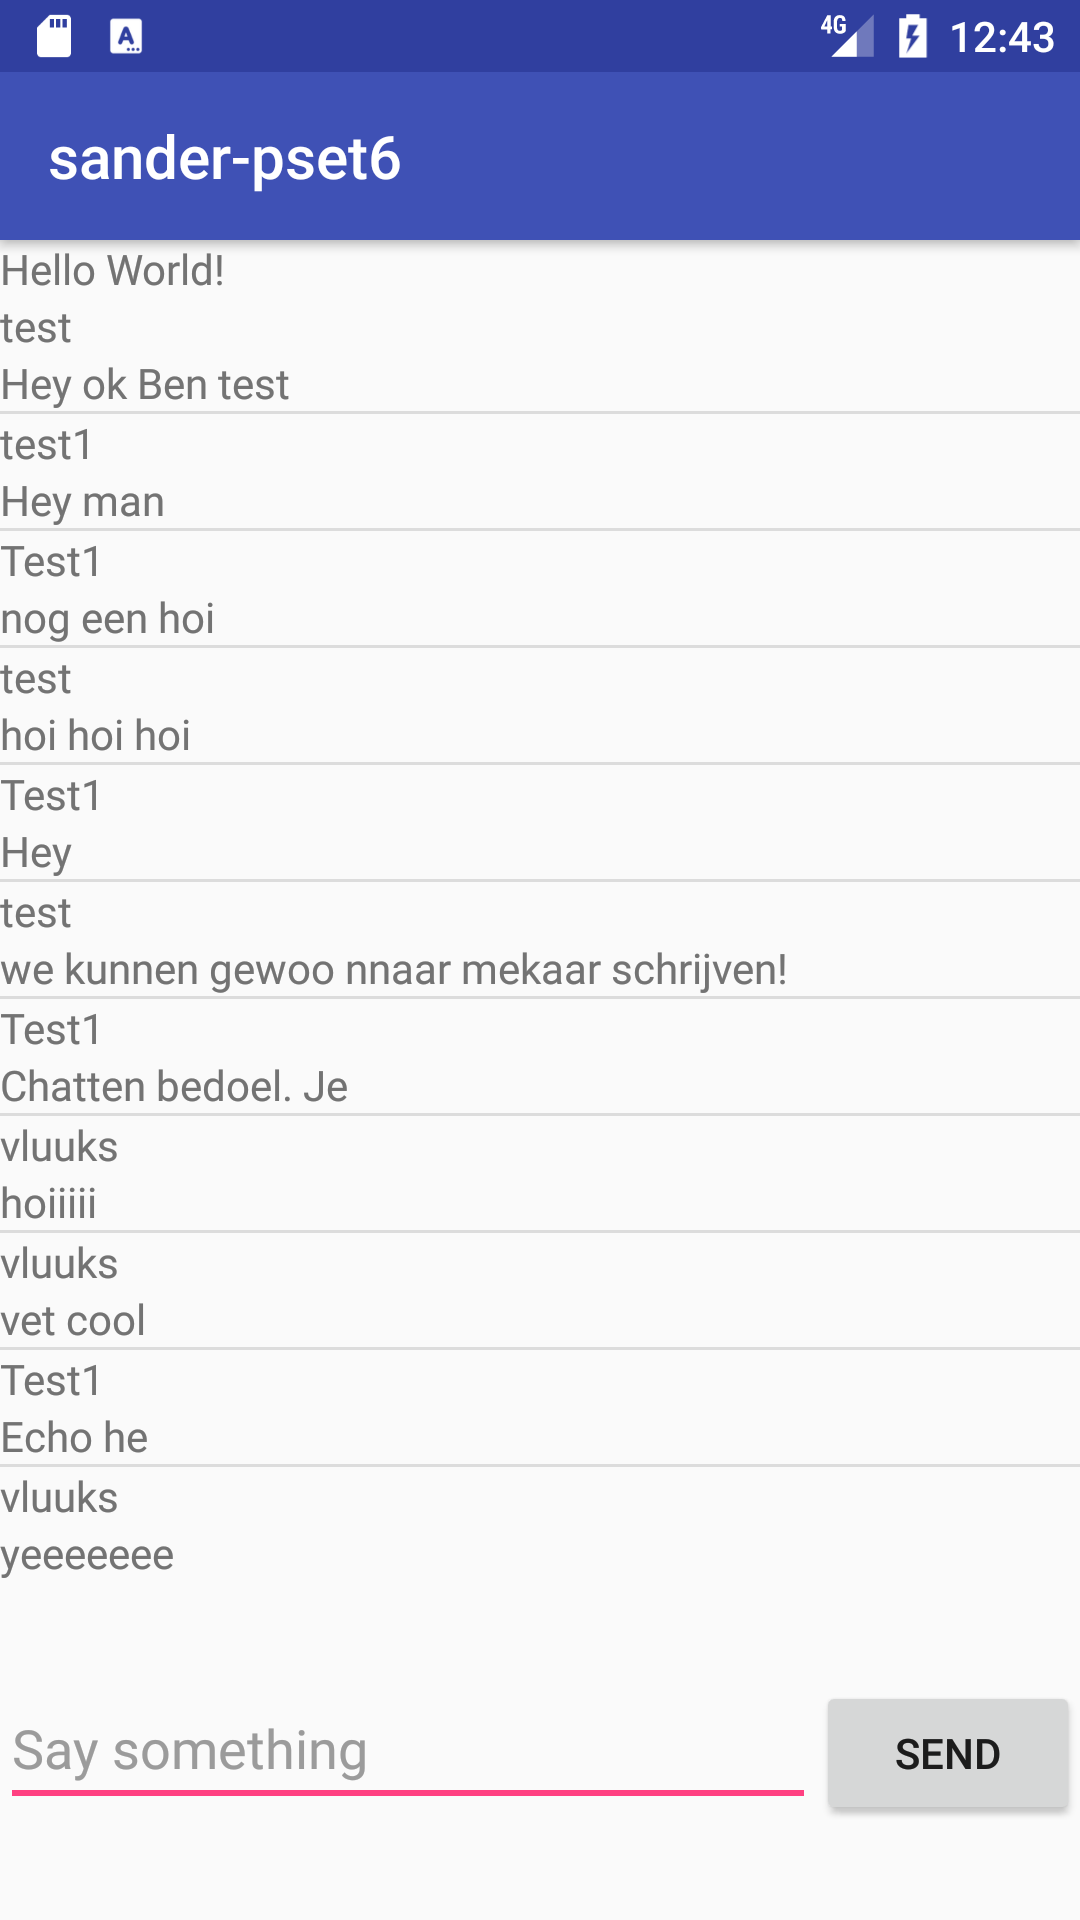 4G 12:43
sander-pset6
Hello World!
test
Hey ok Ben test
test1
Hey man
Test1
nog een hoi
test
hoi hoi hoi
Test1
Hey
test
we kunnen gewoo nnaar mekaar schrijven!
Test1
Chatten bedoel. Je
vluuks
hoiiiii
vluuks
vet cool
Test1
Echo he
vluuks
yeeeeeee
Say something
SEND